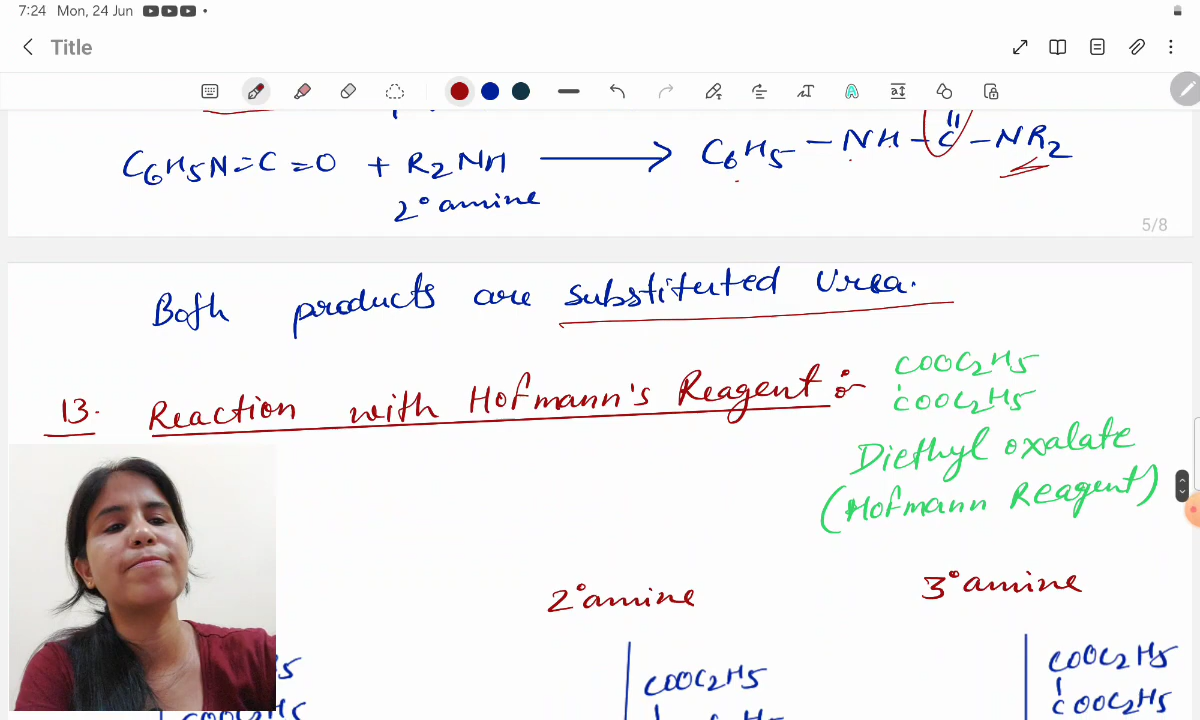 7:24 Mon, 24 Jun
Title
C6H5N=C=O + R2NH → C6H5-NH-C-NR2
2° amine
5/8
Both products are substituted Urea.
13. Reaction with Hofmann's Reagent :-
COOC2H5
COOC2H5
Diethyl oxalate
(Hofmann Reagent)
2° amine
3° amine
COOC2H5
COOC2H5
COOC2H5